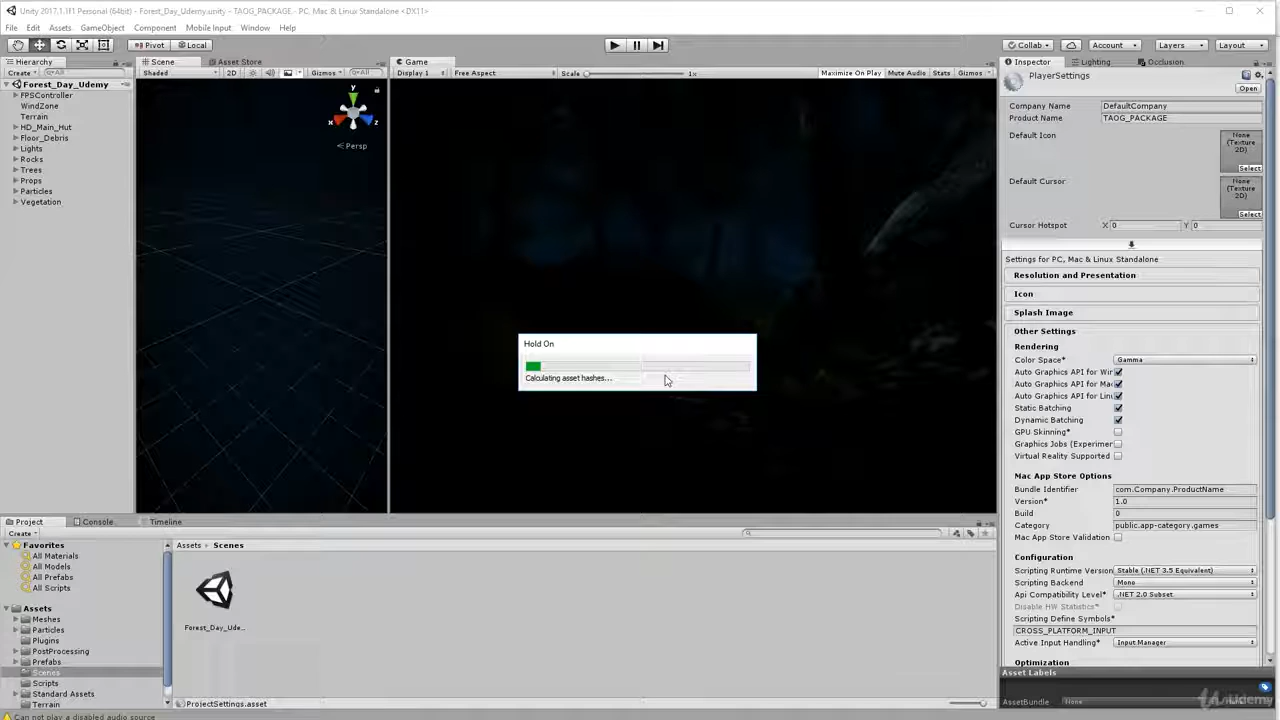 Unity 2017.1.1f1 Personal (64bit) - Forest_Day_Udemy.unity - TAOG_PACKAGE - PC, Mac & Linux Standalone <DX11>
File Edit Assets GameObject Component Mobile Input Window Help
Pivot Local Collab Account Layers Layout
Hierarchy Scene Asset Store Game Inspector Lighting Occlusion
Create All Shaded 2D Gizmos All Display 1 Free Aspect Scale 1x Maximize On Play Mute Audio Stats Gizmos
PlayerSettings
Open
Forest_Day_Udemy
FPSController
WindZone
Terrain
HD_Main_Hut
Floor_Debris
Lights
Rocks
Trees
Props
Particles
Vegetation
y
x z
Persp
Hold On
Calculating asset hashes...
Company Name DefaultCompany
Product Name TAOG_PACKAGE
Default Icon None
(Texture
2D)
Select
Default Cursor None
(Texture
2D)
Select
Cursor Hotspot X 0 Y 0
Settings for PC, Mac & Linux Standalone
Resolution and Presentation
Icon
Splash Image
Other Settings
Rendering
Color Space* Gamma
Auto Graphics API for Wir
Auto Graphics API for Mac
Auto Graphics API for Linu
Static Batching
Dynamic Batching
GPU Skinning*
Graphics Jobs (Experimer
Virtual Reality Supported
Mac App Store Options
Bundle Identifier com.Company.ProductName
Version* 1.0
Build 0
Category public.app-category.games
Mac App Store Validation
Configuration
Scripting Runtime Version Stable (.NET 3.5 Equivalent)
Scripting Backend Mono
Api Compatibility Level* .NET 2.0 Subset
Disable HW Statistics*
Scripting Define Symbols*
CROSS_PLATFORM_INPUT
Active Input Handling* Input Manager
Optimization
Asset Labels
AssetBundle None
Udemy
Project Console Timeline
Create
Favorites
All Materials
All Models
All Prefabs
All Scripts
Assets
Meshes
Particles
Plugins
PostProcessing
Prefabs
Scenes
Scripts
Standard Assets
Terrain
Assets Scenes
Forest_Day_Ude...
ProjectSettings.asset
Can not play a disabled audio source